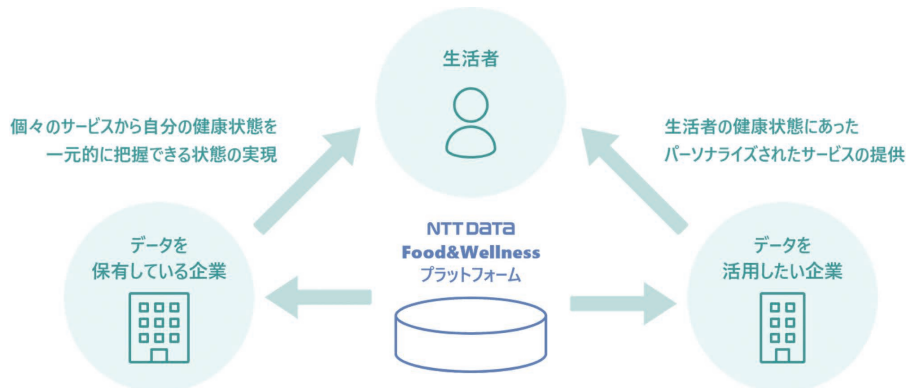 生活者
個々のサービスから自分の健康状態を
一元的に把握できる状態の実現
生活者の健康状態にあった
パーソナライズされたサービスの提供
NTT DATA
Food&Wellness
プラットフォーム
データを
保有している企業
データを
活用したい企業